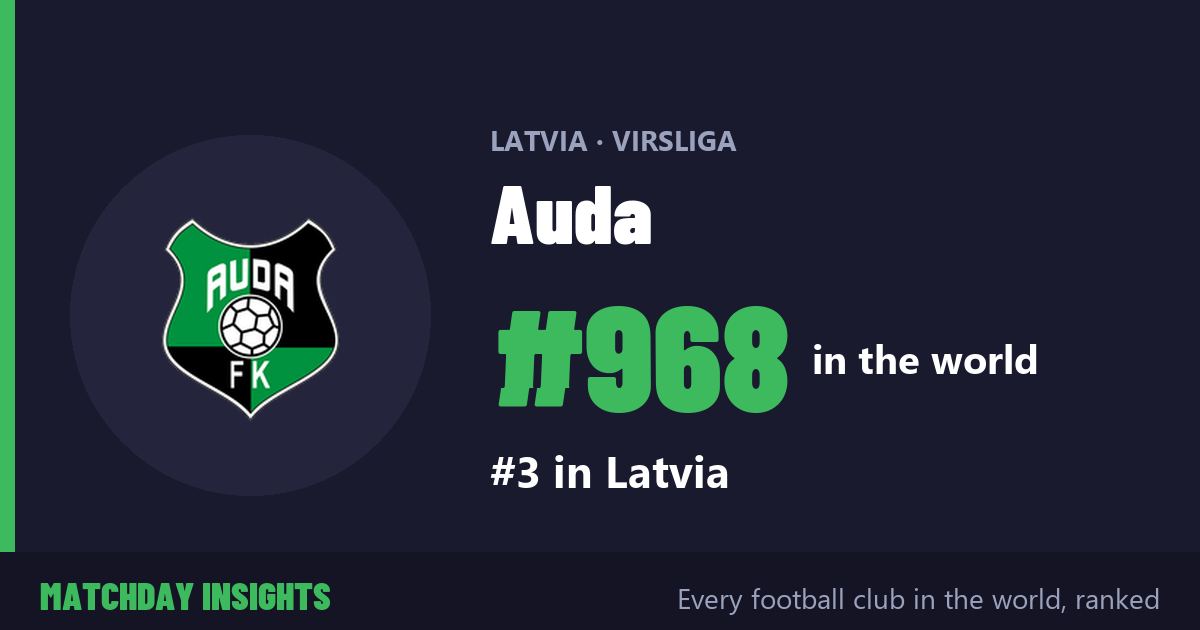 LATVIA · VIRSLIGA
Auda
AUDA
FK
#968 in the world
#3 in Latvia
MATCHDAY INSIGHTS
Every football club in the world, ranked